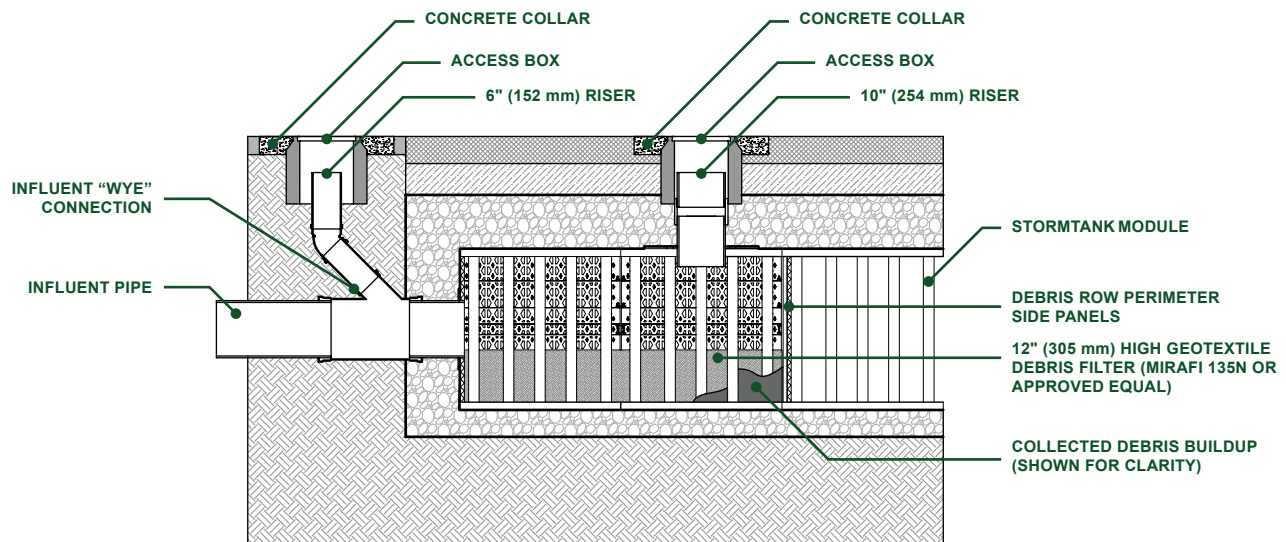 CONCRETE COLLAR
ACCESS BOX
6" (152 mm) RISER
CONCRETE COLLAR
ACCESS BOX
10" (254 mm) RISER
INFLUENT “WYE”
CONNECTION
INFLUENT PIPE
STORMTANK MODULE
DEBRIS ROW PERIMETER
SIDE PANELS
12" (305 mm) HIGH GEOTEXTILE
DEBRIS FILTER (MIRAFI 135N OR
APPROVED EQUAL)
COLLECTED DEBRIS BUILDUP
(SHOWN FOR CLARITY)